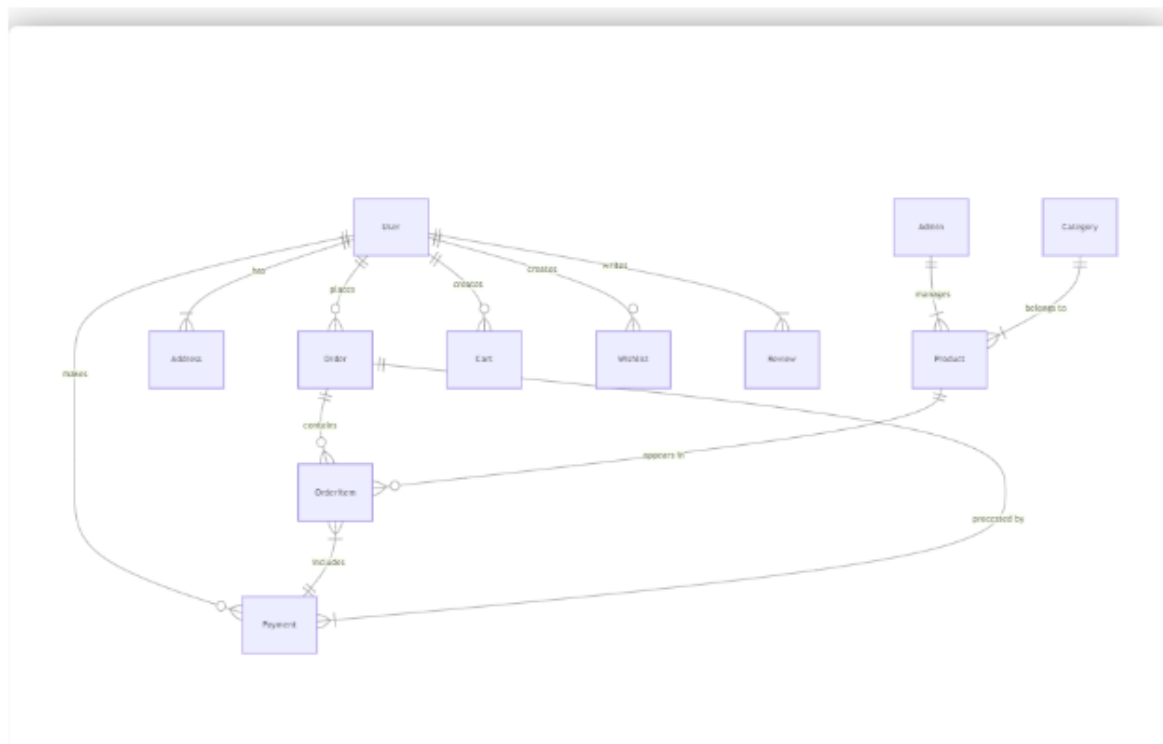 User
Admin
Category
has
creates
writes
places
creates
manages
belongs to
Address
Order
Cart
Wishlist
Review
Product
makes
contains
appears in
OrderItem
processed by
includes
Payment